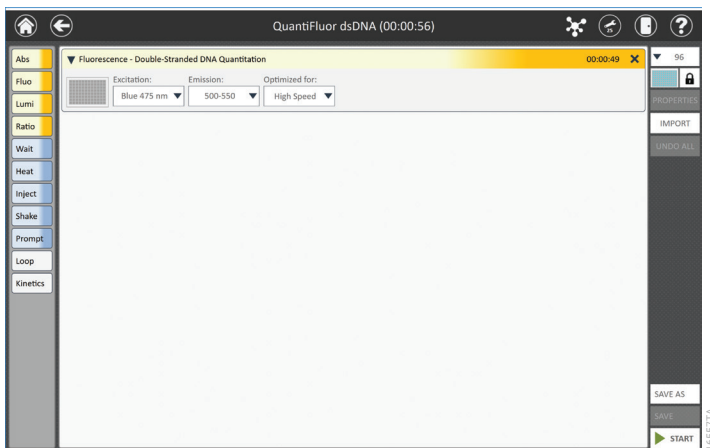 QuantiFluor dsDNA (00:00:56)
Abs
Fluo
Lumi
Ratio
Wait
Heat
Inject
Shake
Prompt
Loop
Kinetics
Fluorescence - Double-Stranded DNA Quantitation 00:00:49 X
Excitation: Emission: Optimized for:
Blue 475 nm 500-550 High Speed
96
PROPERTIES
IMPORT
UNDO ALL
SAVE AS
SAVE
START